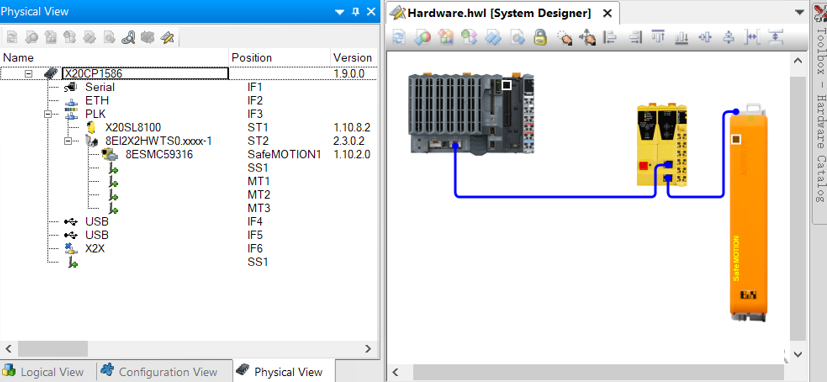 Physical View
Name Position Version
X20CP1586 1.9.0.0
Serial IF1
ETH IF2
PLK IF3
X20SL8100 ST1 1.10.8.2
8EI2X2HWTS0.xxxx-1 ST2 2.3.0.2
8ESMC59316 SafeMOTION1 1.10.2.0
SS1
MT1
MT2
MT3
USB IF4
USB IF5
X2X IF6
SS1
Logical View Configuration View Physical View
Hardware.hwl [System Designer]
SafeMOTION
Toolbox - Hardware Catalog